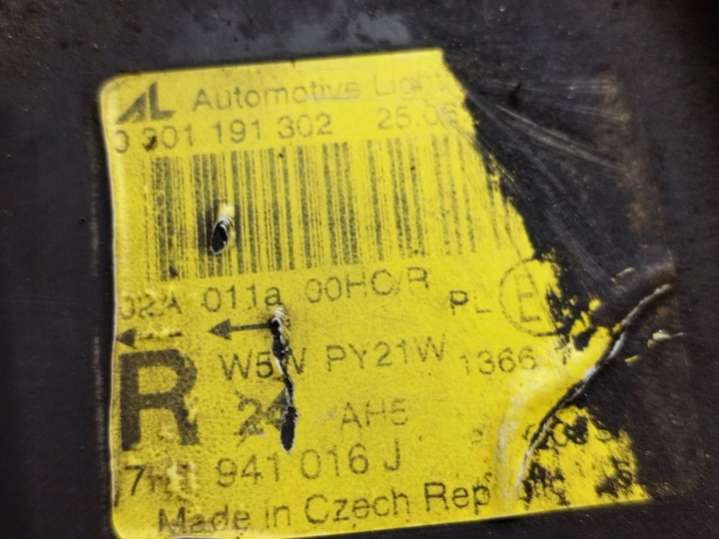 AL Automotive
0 301 191 302 25.06
02A 011a 00HC/R PL E
W5W PY21W 1366
R 24 AH5
941 016 J
Made in Czech Rep